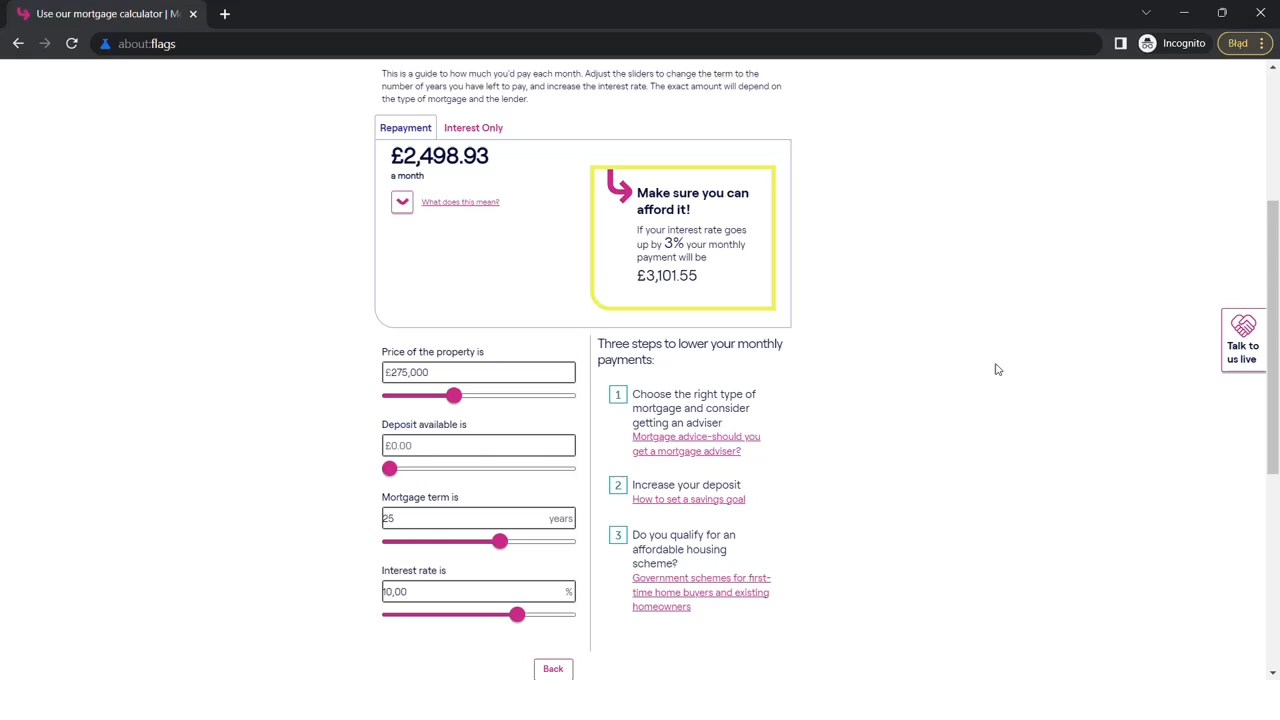 Use our mortgage calculator | M
about:flags
Incognito
Błąd
This is a guide to how much you'd pay each month. Adjust the sliders to change the term to the
number of years you have left to pay, and increase the interest rate. The exact amount will depend on
the type of mortgage and the lender.
Repayment
Interest Only
£2,498.93
a month
What does this mean?
Make sure you can
afford it!
If your interest rate goes
up by 3% your monthly
payment will be
£3,101.55
Price of the property is
£275,000
Deposit available is
£0.00
Mortgage term is
25 years
Interest rate is
10,00 %
Three steps to lower your monthly
payments:
1 Choose the right type of
mortgage and consider
getting an adviser
Mortgage advice-should you
get a mortgage adviser?
2 Increase your deposit
How to set a savings goal
3 Do you qualify for an
affordable housing
scheme?
Government schemes for first-
time home buyers and existing
homeowners
Back
Talk to
us live